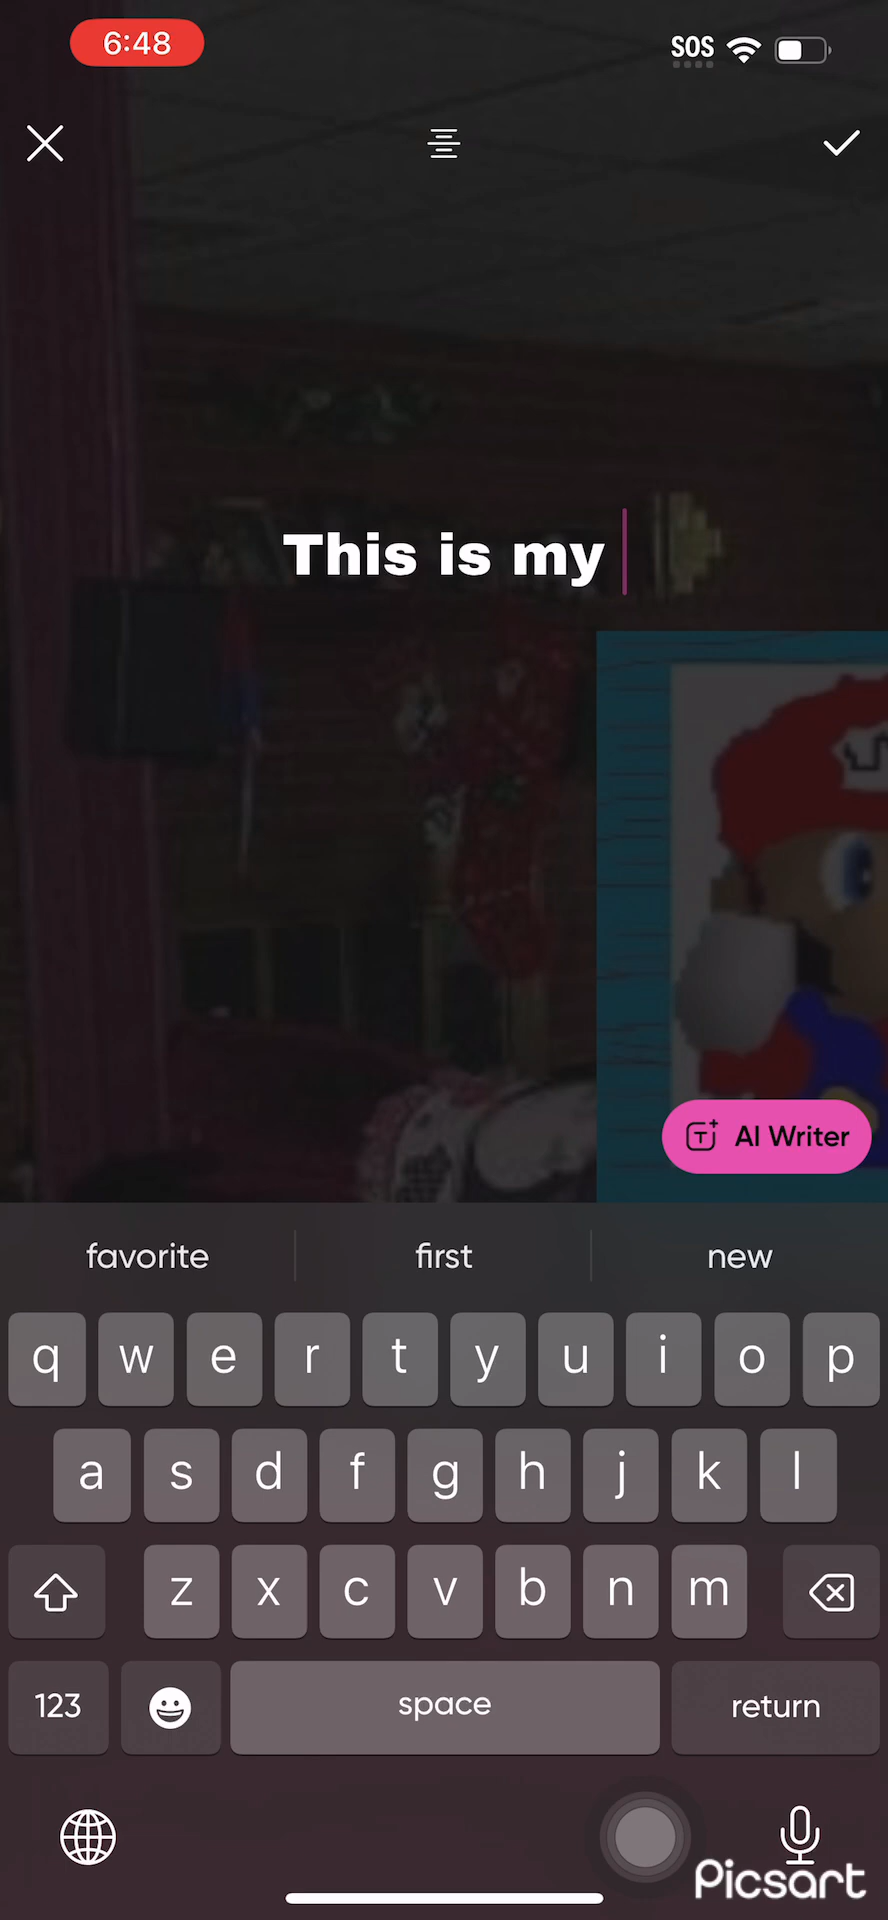 6:48
SOS
This is my
AI Writer
favorite first new
q w e r t y u i o p
a s d f g h j k l
z x c v b n m
123 space return
Picsart